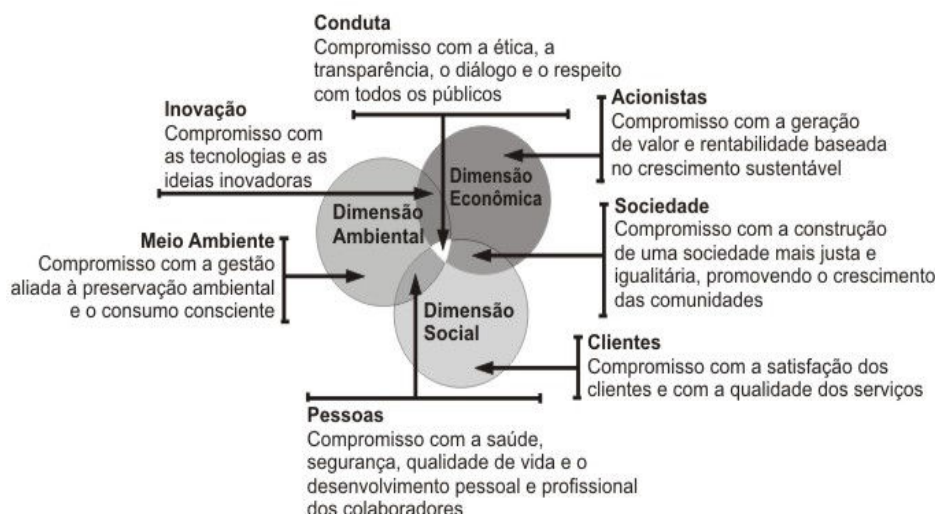 Conduta
Compromisso com a ética, a
transparência, o diálogo e o respeito
com todos os públicos
Inovação
Compromisso com
as tecnologias e as
ideias inovadoras
Acionistas
Compromisso com a geração
de valor e rentabilidade baseada
no crescimento sustentável
Dimensão
Econômica
Dimensão
Ambiental
Sociedade
Compromisso com a construção
de uma sociedade mais justa e
igualitária, promovendo o crescimento
das comunidades
Meio Ambiente
Compromisso com a gestão
aliada à preservação ambiental
e o consumo consciente
Dimensão
Social
Clientes
Compromisso com a satisfação dos
clientes e com a qualidade dos serviços
Pessoas
Compromisso com a saúde,
segurança, qualidade de vida e o
desenvolvimento pessoal e profissional
dos colaboradores